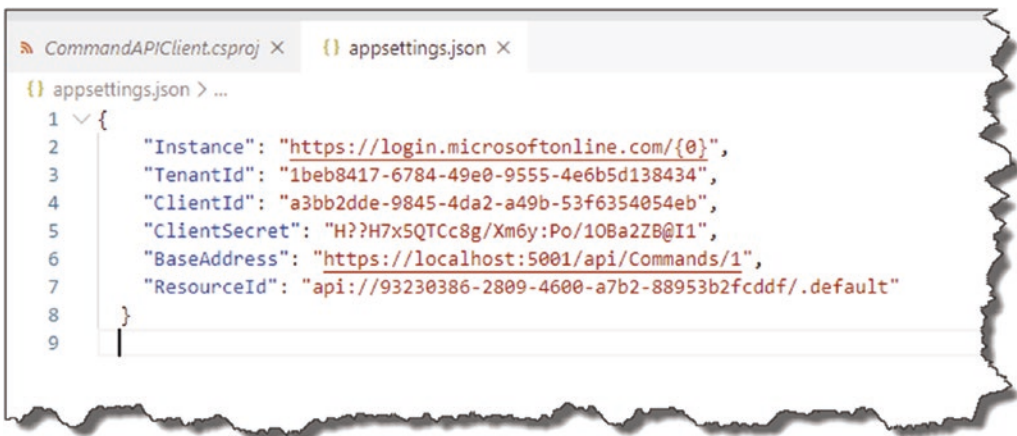 CommandAPIClient.csproj × {} appsettings.json ×
{} appsettings.json > ...
1 {
2 "Instance": "https://login.microsoftonline.com/{0}",
3 "TenantId": "1beb8417-6784-49e0-9555-4e6b5d138434",
4 "ClientId": "a3bb2dde-9845-4da2-a49b-53f6354054eb",
5 "ClientSecret": "H??H7x5QTCc8g/Xm6y:Po/1OBa2ZB@I1",
6 "BaseAddress": "https://localhost:5001/api/Commands/1",
7 "ResourceId": "api://93230386-2809-4600-a7b2-88953b2fcddf/.default"
8 }
9